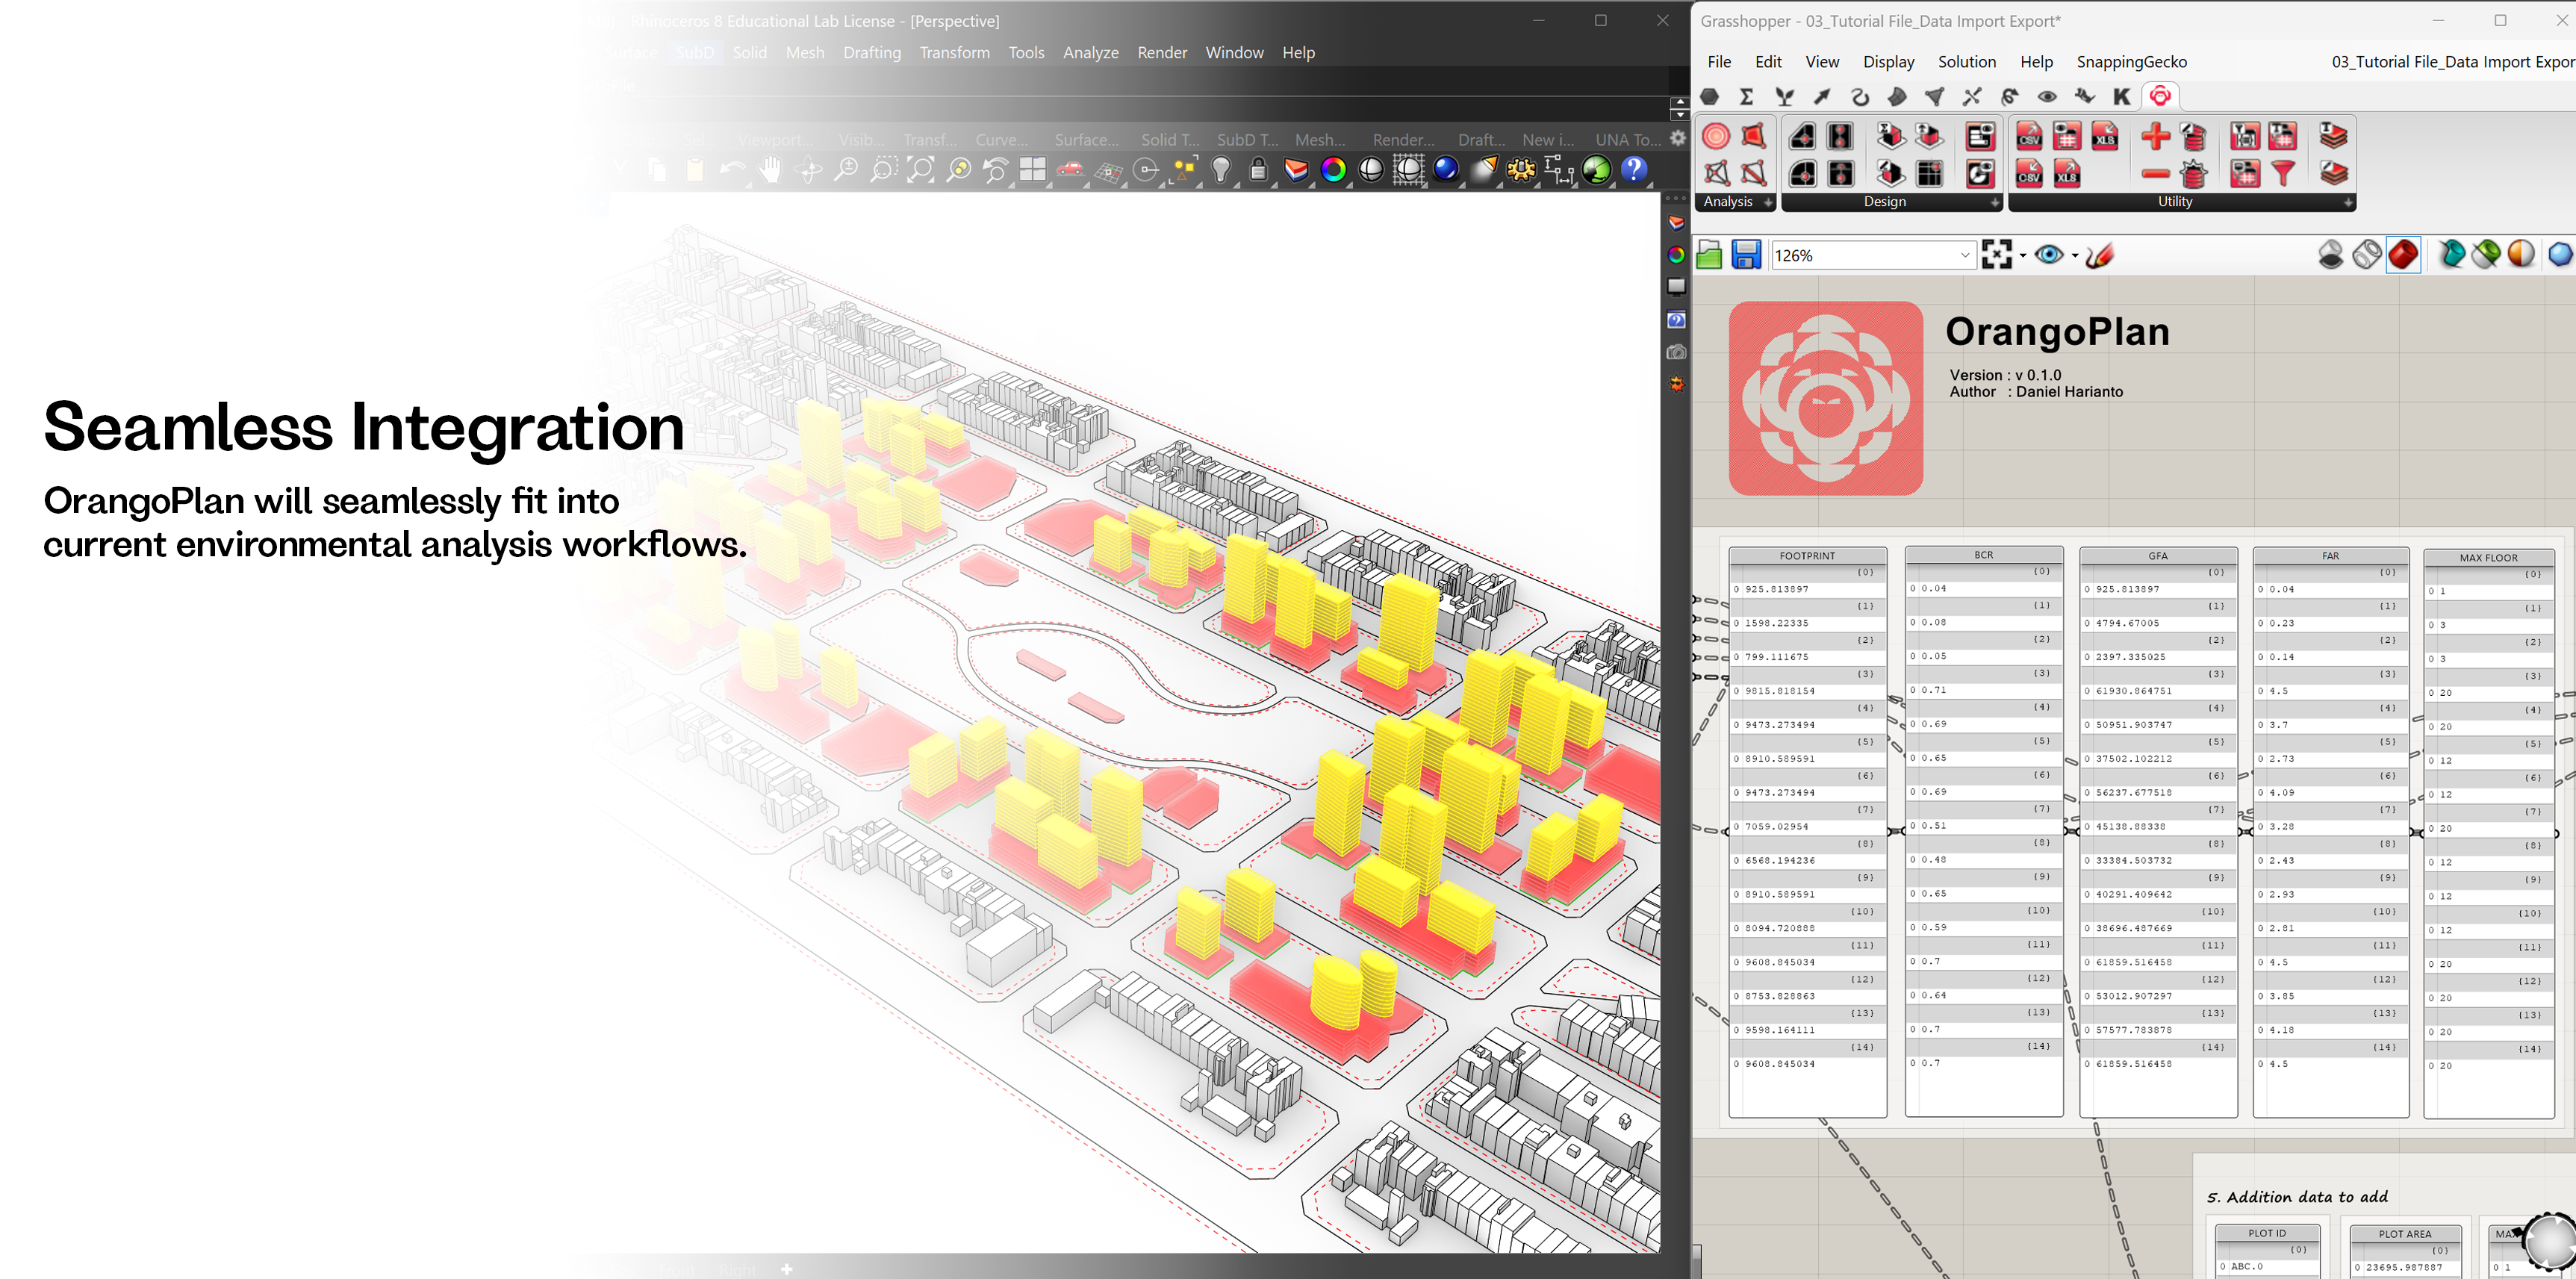 Seamless Integration
OrangoPlan will seamlessly fit into
current environmental analysis workflows.
Rhinoceros 8 Educational Lab License - [Perspective]
Surface SubD Solid Mesh Drafting Transform Tools Analyze Render Window Help
Viewport... Visib... Transf... Curve... Surface... Solid T... SubD T... Mesh... Render... Draft... New i... UNA To...
Right
Grasshopper - 03_Tutorial File_Data Import Export*
File Edit View Display Solution Help SnappingGecko 03_Tutorial File_Data Import Expor
K
CSV XLS
CSV XLS
Analysis Design Utility
126%
OrangoPlan
Version : v 0.1.0
Author : Daniel Harianto
FOOTPRINT BCR GFA FAR MAX FLOOR
{0} {0} {0} {0} {0}
0 925.813897 0 0.04 0 925.813897 0 0.04 0 1
{1} {1} {1} {1} {1}
0 1598.22335 0 0.08 0 4794.67005 0 0.23 0 3
{2} {2} {2} {2} {2}
0 799.111675 0 0.05 0 2397.335025 0 0.14 0 3
{3} {3} {3} {3} {3}
0 9815.818154 0 0.71 0 61930.864751 0 4.5 0 20
{4} {4} {4} {4} {4}
0 9473.273494 0 0.69 0 50951.903747 0 3.7 0 20
{5} {5} {5} {5} {5}
0 8910.589591 0 0.65 0 37502.102212 0 2.73 0 12
{6} {6} {6} {6} {6}
0 9473.273494 0 0.69 0 56237.677518 0 4.09 0 12
{7} {7} {7} {7} {7}
0 7059.02954 0 0.51 0 45138.88338 0 3.28 0 20
{8} {8} {8} {8} {8}
0 6568.194236 0 0.48 0 33384.503732 0 2.43 0 12
{9} {9} {9} {9} {9}
0 8910.589591 0 0.65 0 40291.409642 0 2.93 0 12
{10} {10} {10} {10} {10}
0 8094.720888 0 0.59 0 38696.487669 0 2.81 0 12
{11} {11} {11} {11} {11}
0 9608.845034 0 0.7 0 61859.516458 0 4.5 0 20
{12} {12} {12} {12} {12}
0 8753.828863 0 0.64 0 53012.907297 0 3.85 0 20
{13} {13} {13} {13} {13}
0 9598.164111 0 0.7 0 57577.783878 0 4.18 0 20
{14} {14} {14} {14} {14}
0 9608.845034 0 0.7 0 61859.516458 0 4.5 0 20
5. Addition data to add
PLOT ID PLOT AREA MA
{0} {0}
0 ABC.0 0 23695.987887 0 1